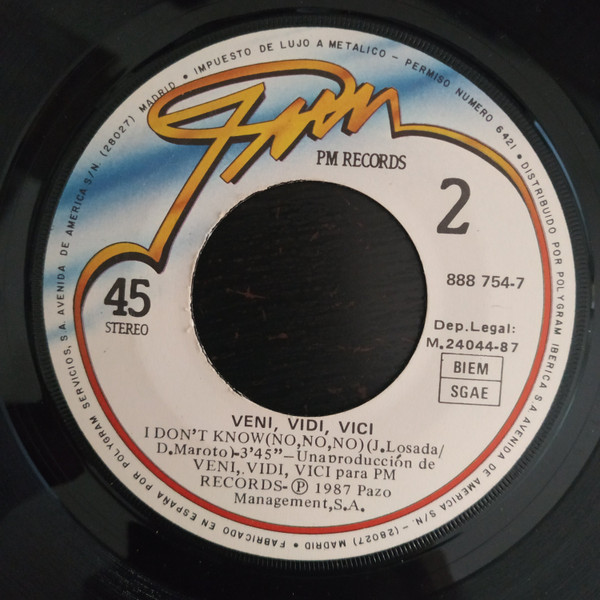 pm
PM RECORDS
2
45
STEREO
888 754-7
Dep.Legal:
M.24044-87
BIEM
SGAE
VENI, VIDI, VICI
I DON'T KNOW(NO,NO,NO)(J.Losada/
D.Maroto)-3'45"-Una producción de
VENI,.VIDI, VICI para PM
RECORDS-Ⓟ 1987 Pazo
Management,S.A.
• IMPUESTO DE LUJO A METALICO - PERMISO NUMERO 6421 • DISTRIBUIDO POR POLYGRAM IBERICA S.A. AVENIDA DE AMERICA S/N. - (28027) MADRID • FABRICADO EN ESPAÑA POR POLYGRAM SERVICIOS, S.A. AVENIDA DE AMERICA S/N. (28027) MADRID